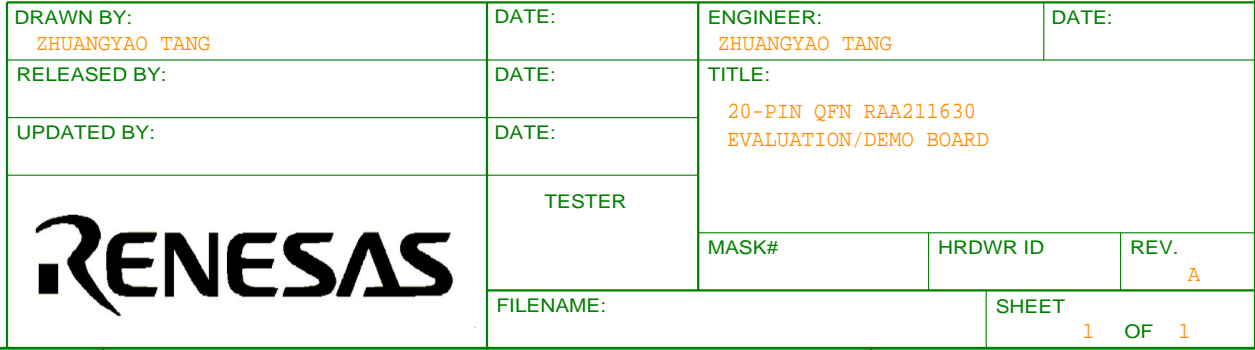 DRAWN BY:
ZHUANGYAO TANG
DATE:
ENGINEER:
ZHUANGYAO TANG
DATE:
RELEASED BY:
DATE:
TITLE:
20-PIN QFN RAA211630
EVALUATION/DEMO BOARD
UPDATED BY:
DATE:
RENESAS
TESTER
MASK#
HRDWR ID
REV.
A
FILENAME:
SHEET
1 OF 1